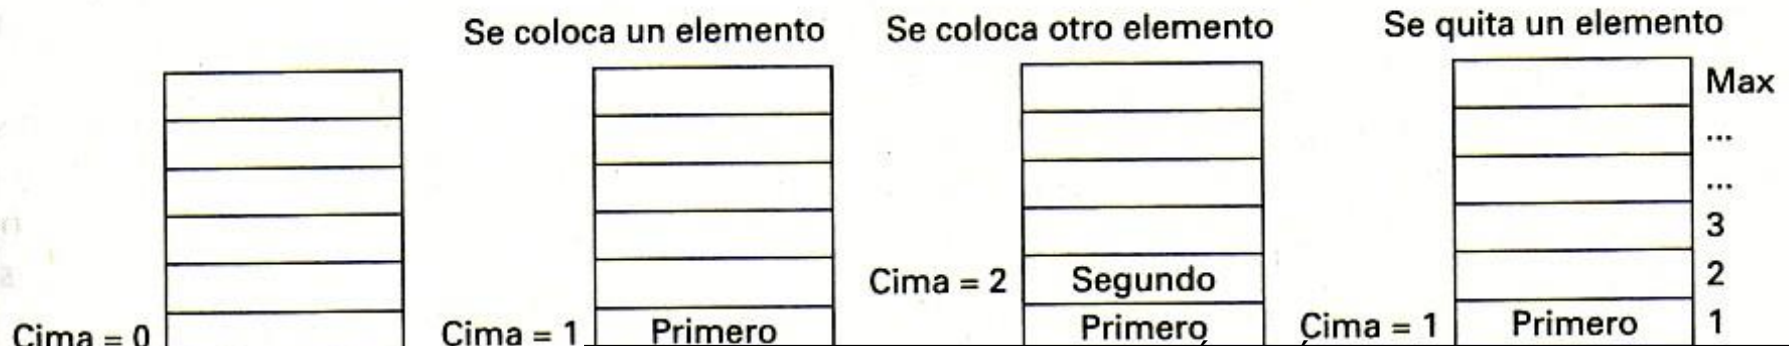 Se coloca un elemento
Se coloca otro elemento
Se quita un elemento
Max
...
...
3
Cima = 2
Segundo
2
Cima = 0
Cima = 1
Primero
Primero
Cima = 1
Primero
1